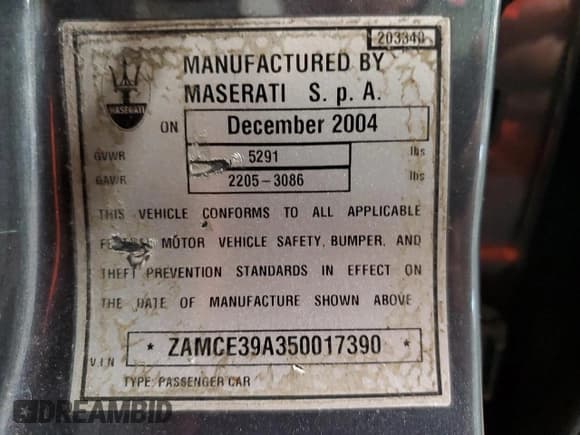 203340
MANUFACTURED BY
MASERATI S. p. A.
MASERATI
ON December 2004
GVWR 5291 lbs
GAWR 2205-3086 lbs
THIS VEHICLE CONFORMS TO ALL APPLICABLE
MOTOR VEHICLE SAFETY, BUMPER, AND
THEFT PREVENTION STANDARDS IN EFFECT ON
THE DATE OF MANUFACTURE SHOWN ABOVE
V.I.N * ZAMCE39A350017390 *
TYPE: PASSENGER CAR
DREAMBID